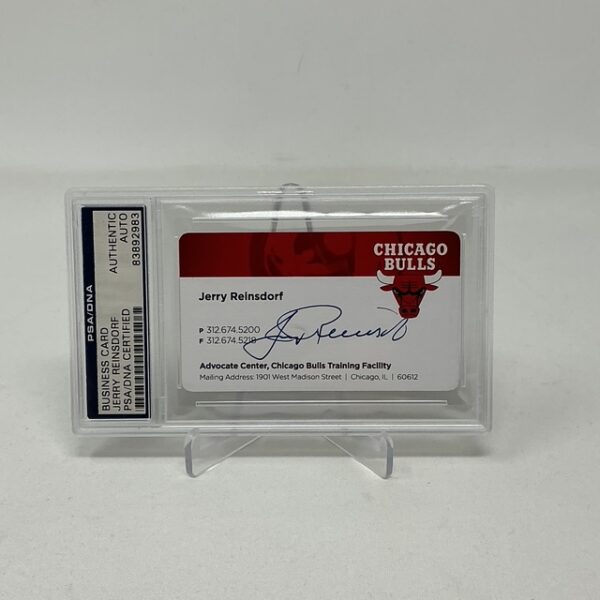 PSA/DNA
BUSINESS CARD
JERRY REINSDORF
PSA/DNA CERTIFIED
AUTHENTIC
AUTO
83892983
CHICAGO
BULLS
Jerry Reinsdorf
P 312.674.5200
F 312.674.5218
Advocate Center, Chicago Bulls Training Facility
Mailing Address: 1901 West Madison Street | Chicago, IL | 60612